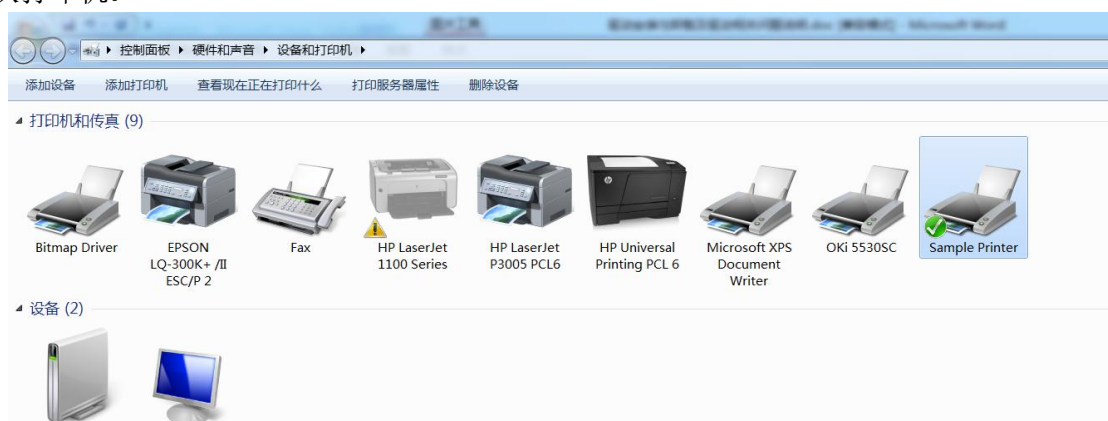 打印机。
控制面板 ▸ 硬件和声音 ▸ 设备和打印机 ▸
添加设备 添加打印机 查看现在正在打印什么 打印服务器属性 删除设备
打印机和传真 (9)
Bitmap Driver
EPSON
LQ-300K+ /II
ESC/P 2
Fax
HP LaserJet
1100 Series
HP LaserJet
P3005 PCL6
HP Universal
Printing PCL 6
Microsoft XPS
Document
Writer
OKi 5530SC
Sample Printer
设备 (2)